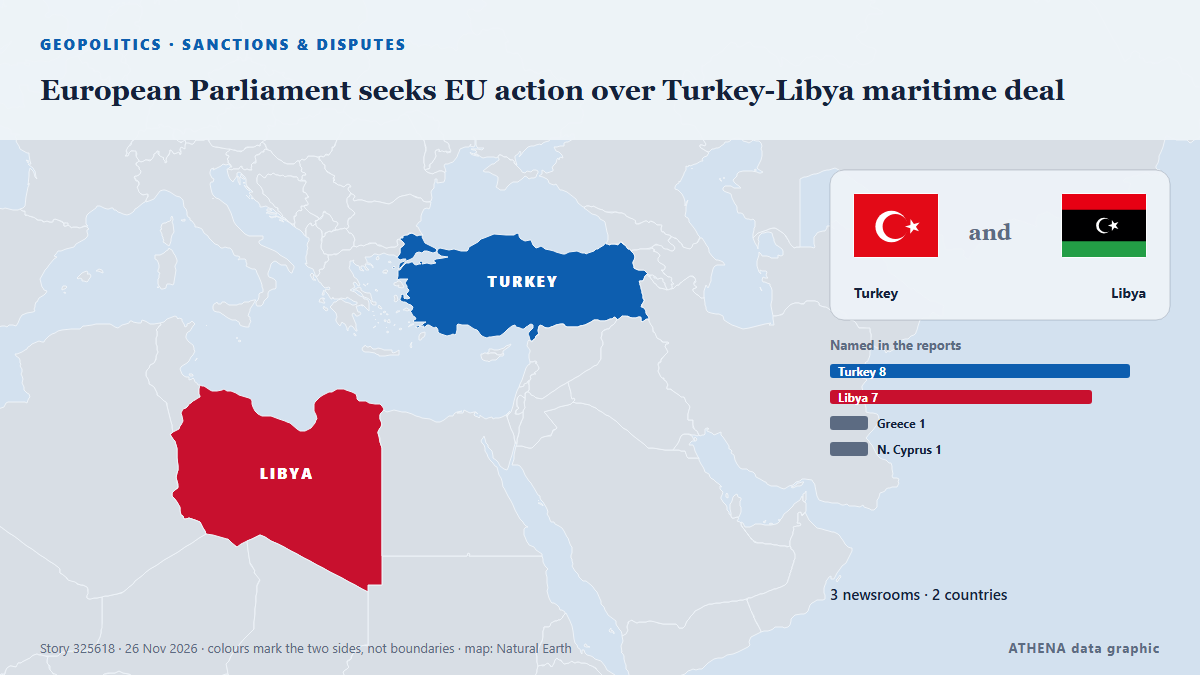 GEOPOLITICS · SANCTIONS & DISPUTES
European Parliament seeks EU action over Turkey-Libya maritime deal
TURKEY
LIBYA
and
Turkey
Libya
Named in the reports
Turkey 8
Libya 7
Greece 1
N. Cyprus 1
3 newsrooms · 2 countries
Story 325618 · 26 Nov 2026 · colours mark the two sides, not boundaries · map: Natural Earth
ATHENA data graphic